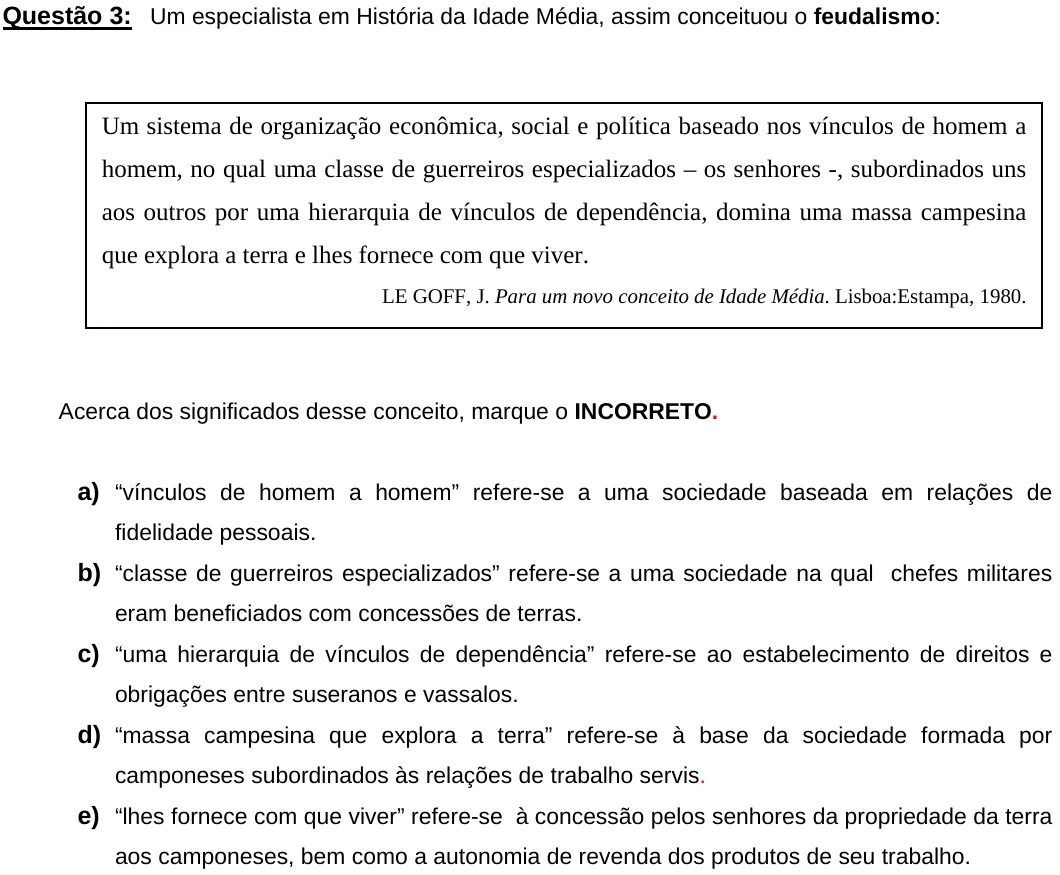 Questão 3: Um especialista em História da Idade Média, assim conceituou o feudalismo:
Um sistema de organização econômica, social e política baseado nos vínculos de homem a
homem, no qual uma classe de guerreiros especializados – os senhores -, subordinados uns
aos outros por uma hierarquia de vínculos de dependência, domina uma massa campesina
que explora a terra e lhes fornece com que viver.
LE GOFF, J. Para um novo conceito de Idade Média. Lisboa:Estampa, 1980.
Acerca dos significados desse conceito, marque o INCORRETO.
a) “vínculos de homem a homem” refere-se a uma sociedade baseada em relações de
fidelidade pessoais.
b) “classe de guerreiros especializados” refere-se a uma sociedade na qual chefes militares
eram beneficiados com concessões de terras.
c) “uma hierarquia de vínculos de dependência” refere-se ao estabelecimento de direitos e
obrigações entre suseranos e vassalos.
d) “massa campesina que explora a terra” refere-se à base da sociedade formada por
camponeses subordinados às relações de trabalho servis.
e) “lhes fornece com que viver” refere-se à concessão pelos senhores da propriedade da terra
aos camponeses, bem como a autonomia de revenda dos produtos de seu trabalho.